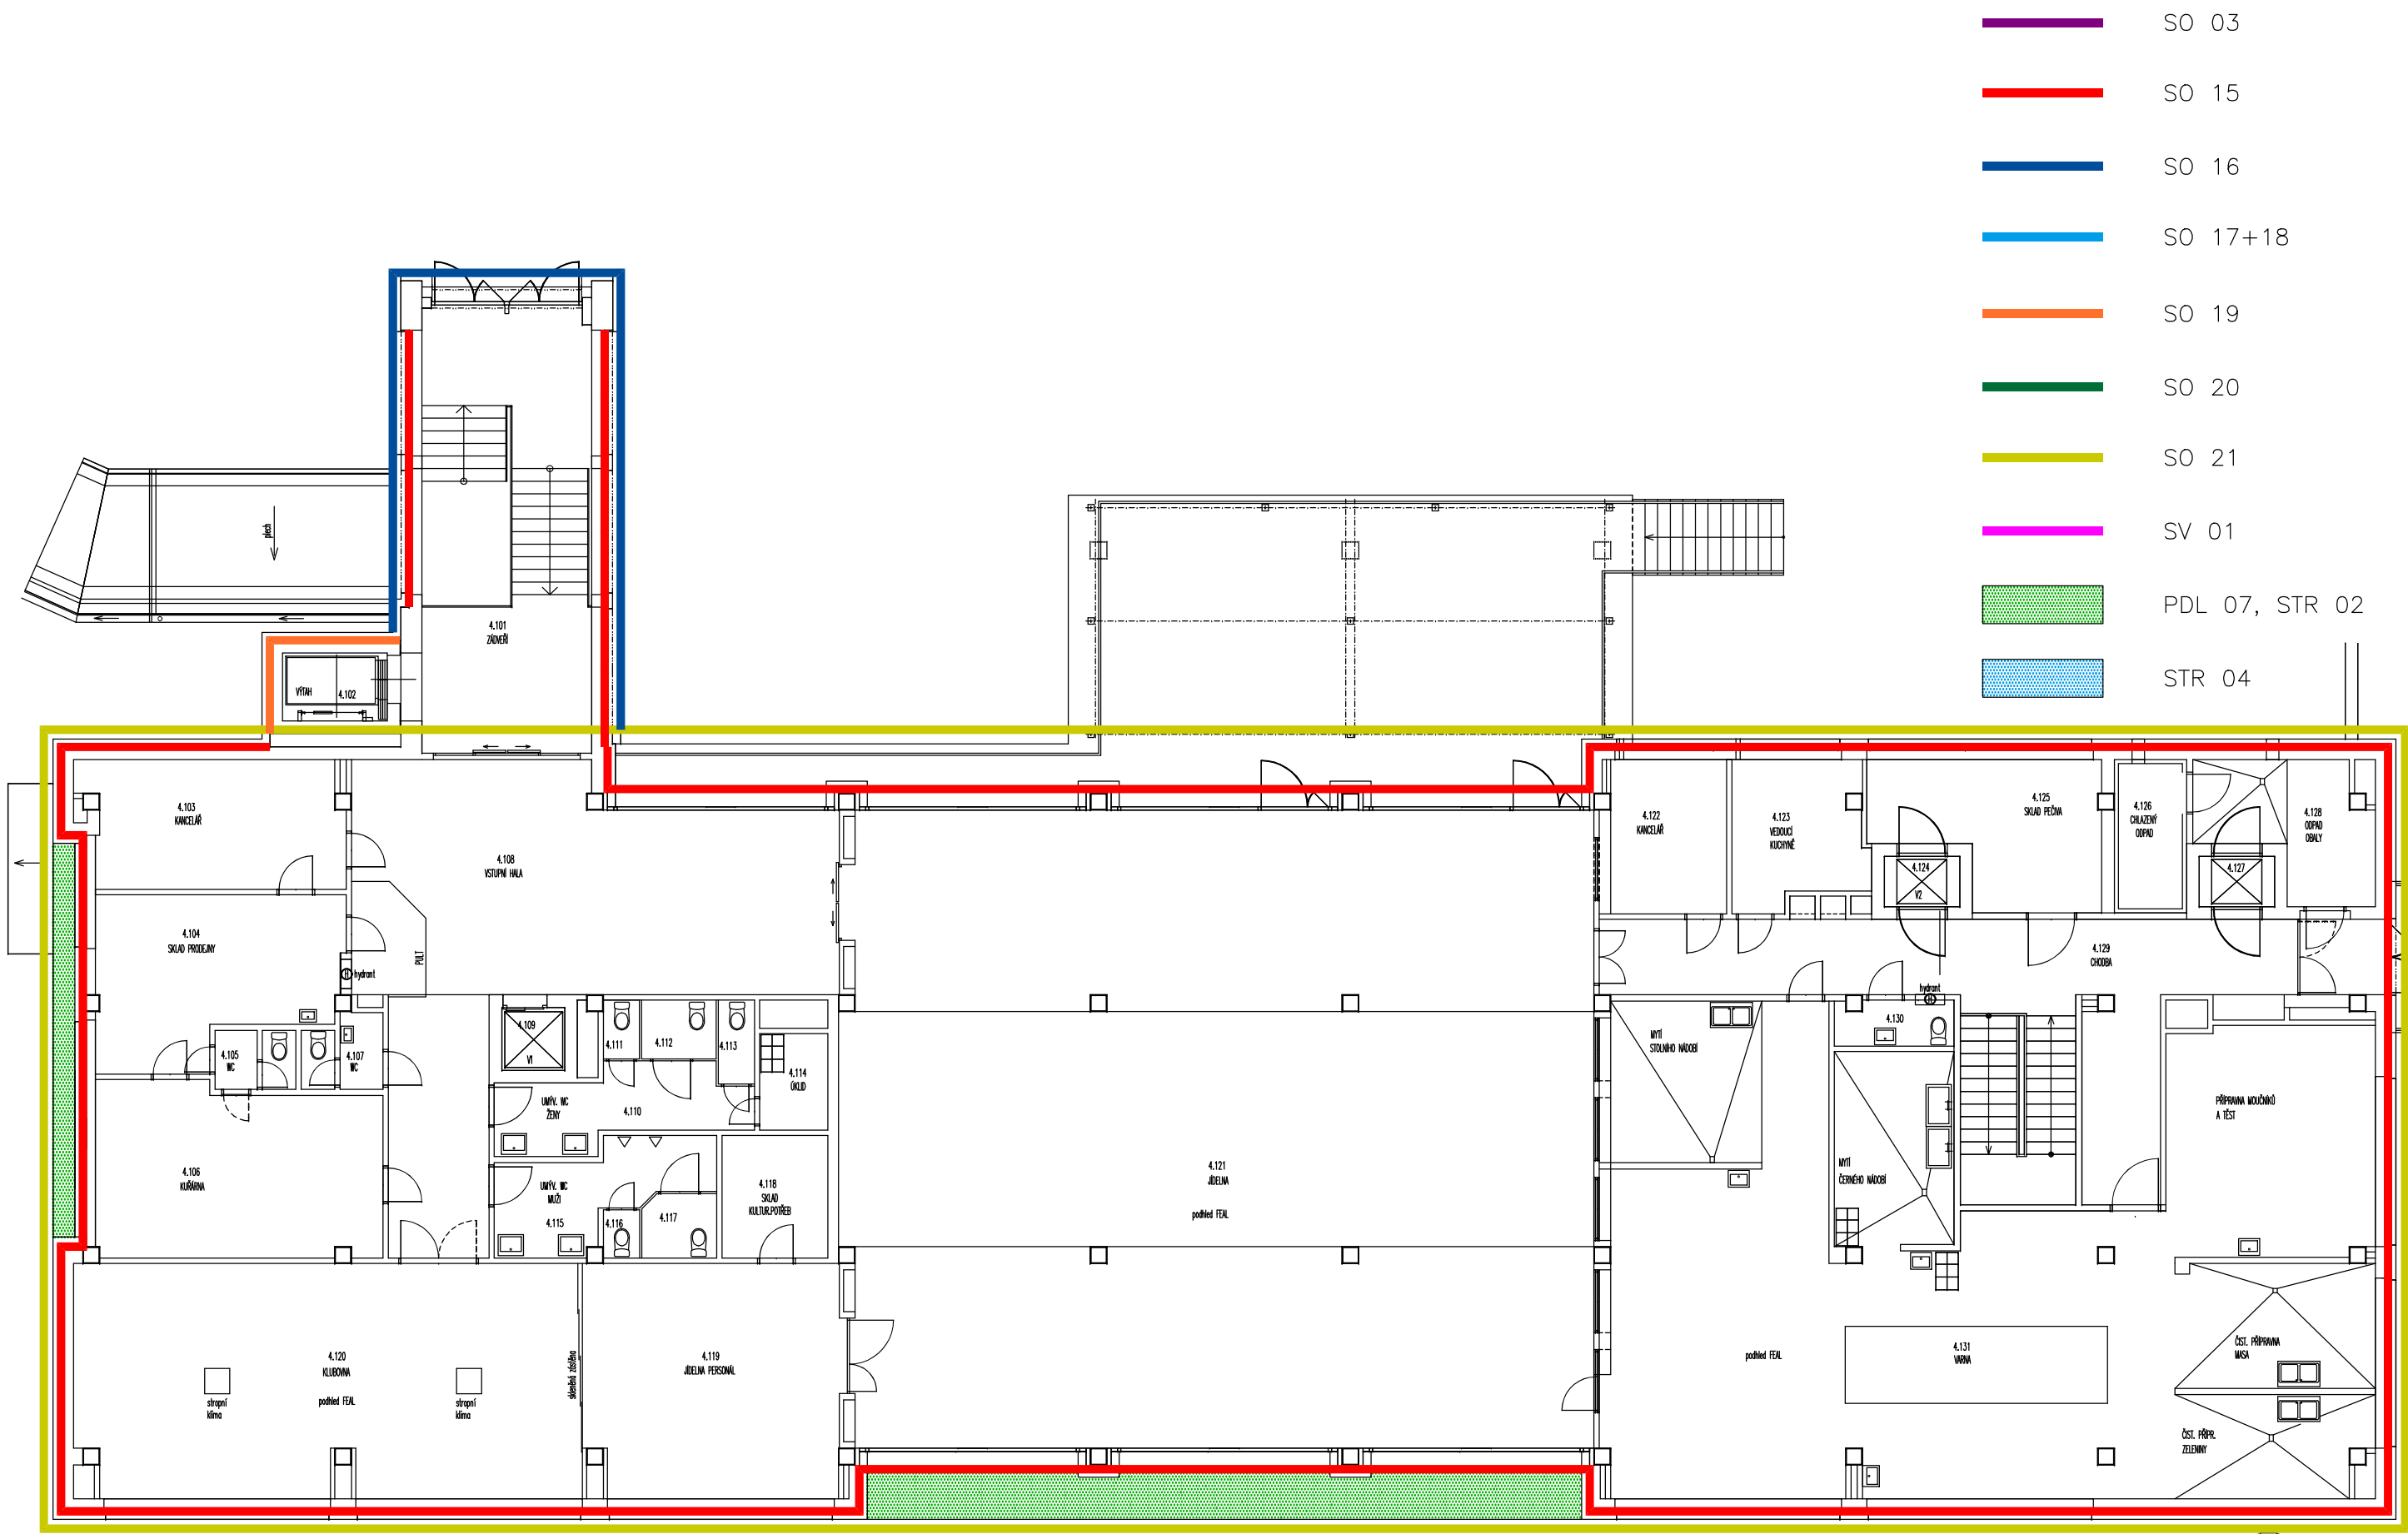 SO 03
SO 15
SO 16
SO 17+18
SO 19
SO 20
SO 21
SV 01
PDL 07, STR 02
STR 04
plech
4.101
ZÁDVEŘÍ
VÝTAH
4.102
4.103
KANCELÁŘ
4.108
VSTUPNÍ HALA
4.104
SKLAD PRODEJNY
PULT
H hydrant
4.105
WC
4.107
WC
4.106
KUŘÁRNA
4.109
V1
4.111
4.112
4.113
4.114
ÚKLID
UMÝV. WC
ŽENY
4.110
UMÝV. WC
MUŽI
4.115
4.116
4.117
4.118
SKLAD
KULTUR.POTŘEB
4.120
KLUBOVNA
podhled FEAL
stropní
klima
stropní
klima
skleněná zástěna
4.119
JÍDELNA PERSONÁL
4.121
JÍDELNA
podhled FEAL
4.122
KANCELÁŘ
4.123
VEDOUCÍ
KUCHYNĚ
4.124
V2
4.125
SKLAD PEČIVA
4.126
CHLAZENÝ
ODPAD
4.127
4.128
ODPAD
OBALY
4.129
CHODBA
hydrant
H
4.130
MYTÍ
STOLNÍHO NÁDOBÍ
MYTÍ
ČERNÉHO NÁDOBÍ
PŘÍPRAVNA MOUČNÍKŮ
A TĚST
podhled FEAL
4.131
VARNA
ČIST. PŘÍPRAVNA
MASA
ČIST. PŘÍPR.
ZELENINY